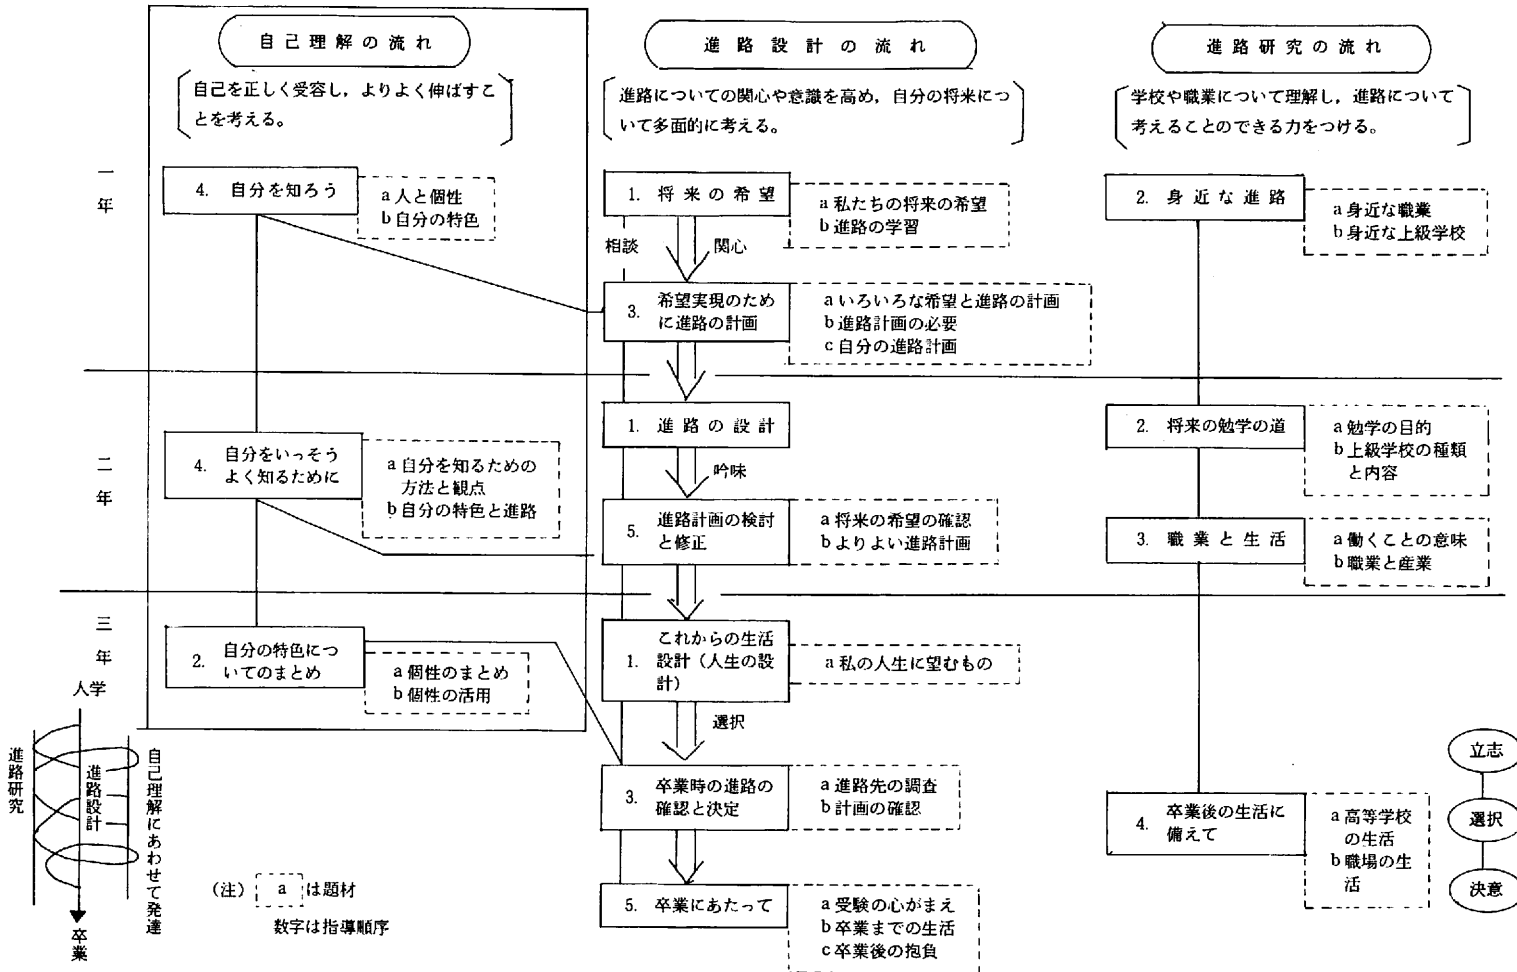 自己理解の流れ
自己を正しく受容し，よりよく伸ばすこ
とを考える。
進路設計の流れ
進路についての関心や意識を高め，自分の将来につ
いて多面的に考える。
進路研究の流れ
学校や職業について理解し，進路について
考えることのできる力をつける。
一年
4. 自分を知ろう
a 人と個性
b 自分の特色
1. 将来の希望
a 私たちの将来の希望
b 進路の学習
2. 身近な進路
a 身近な職業
b 身近な上級学校
相談
関心
3. 希望実現のため
に進路の計画
a いろいろな希望と進路の計画
b 進路計画の必要
c 自分の進路計画
二年
1. 進路の設計
2. 将来の勉学の道
a 勉学の目的
b 上級学校の種類
と内容
4. 自分をいっそう
よく知るために
a 自分を知るための
方法と観点
b 自分の特色と進路
吟味
5. 進路計画の検討
と修正
a 将来の希望の確認
b よりよい進路計画
3. 職業と生活
a 働くことの意味
b 職業と産業
三年
2. 自分の特色につ
いてのまとめ
a 個性のまとめ
b 個性の活用
1. これからの生活
設計（人生の設
計）
a 私の人生に望むもの
選択
3. 卒業時の進路の
確認と決定
a 進路先の調査
b 計画の確認
4. 卒業後の生活に
備えて
a 高等学校
の生活
b 職場の生
活
5. 卒業にあたって
a 受験の心がまえ
b 卒業までの生活
c 卒業後の抱負
人学
進路研究
進路設計
自己理解にあわせて発達
卒業
（注） a は題材
数字は指導順序
立志
選択
決意